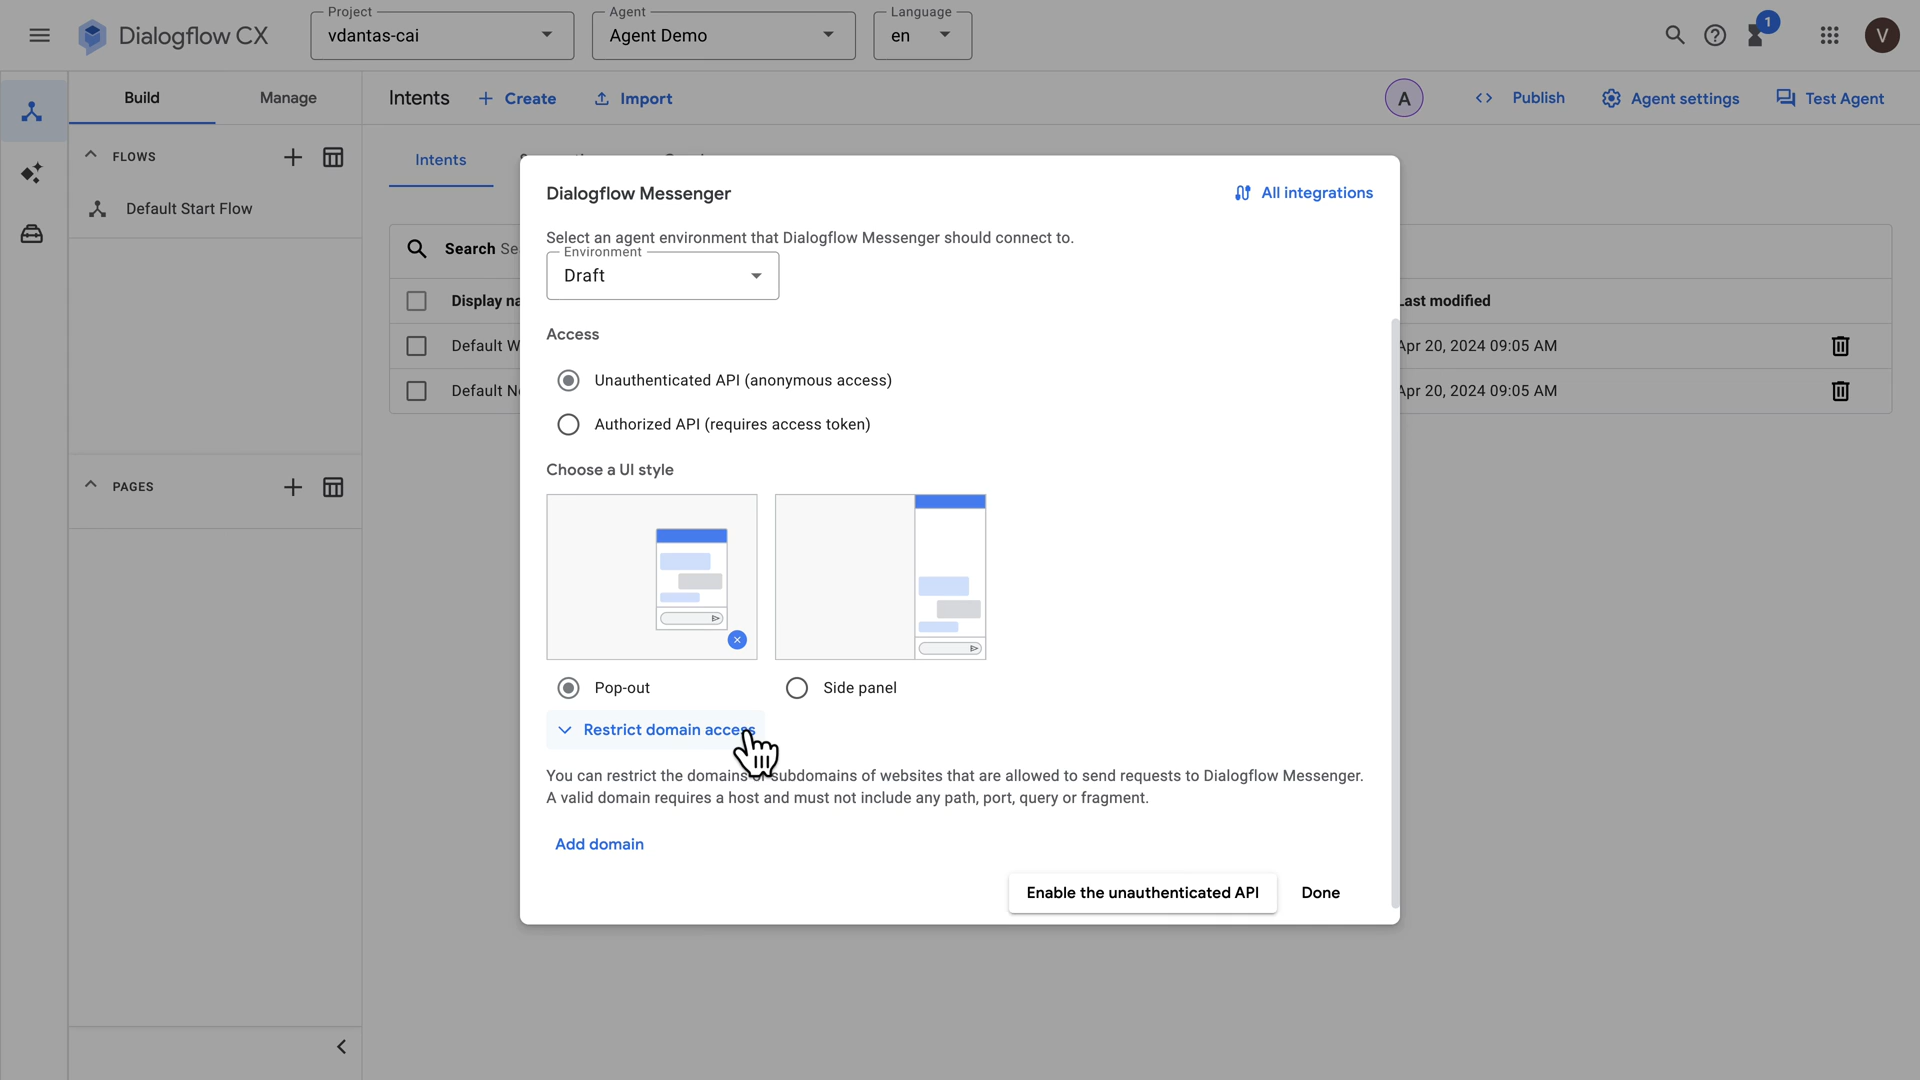 Project
Agent
Language
Dialogflow CX
vdantas-cai
Agent Demo
en
1
V
Build
Manage
Intents
Create
Import
A
Publish
Agent settings
Test Agent
FLOWS
Default Start Flow
PAGES
Intents
Search Se
Display na
Last modified
Default W
Apr 20, 2024 09:05 AM
Default Ne
Apr 20, 2024 09:05 AM
Dialogflow Messenger
All integrations
Select an agent environment that Dialogflow Messenger should connect to.
Environment
Draft
Access
Unauthenticated API (anonymous access)
Authorized API (requires access token)
Choose a UI style
Pop-out
Side panel
Restrict domain access
You can restrict the domains or subdomains of websites that are allowed to send requests to Dialogflow Messenger.
A valid domain requires a host and must not include any path, port, query or fragment.
Add domain
Enable the unauthenticated API
Done